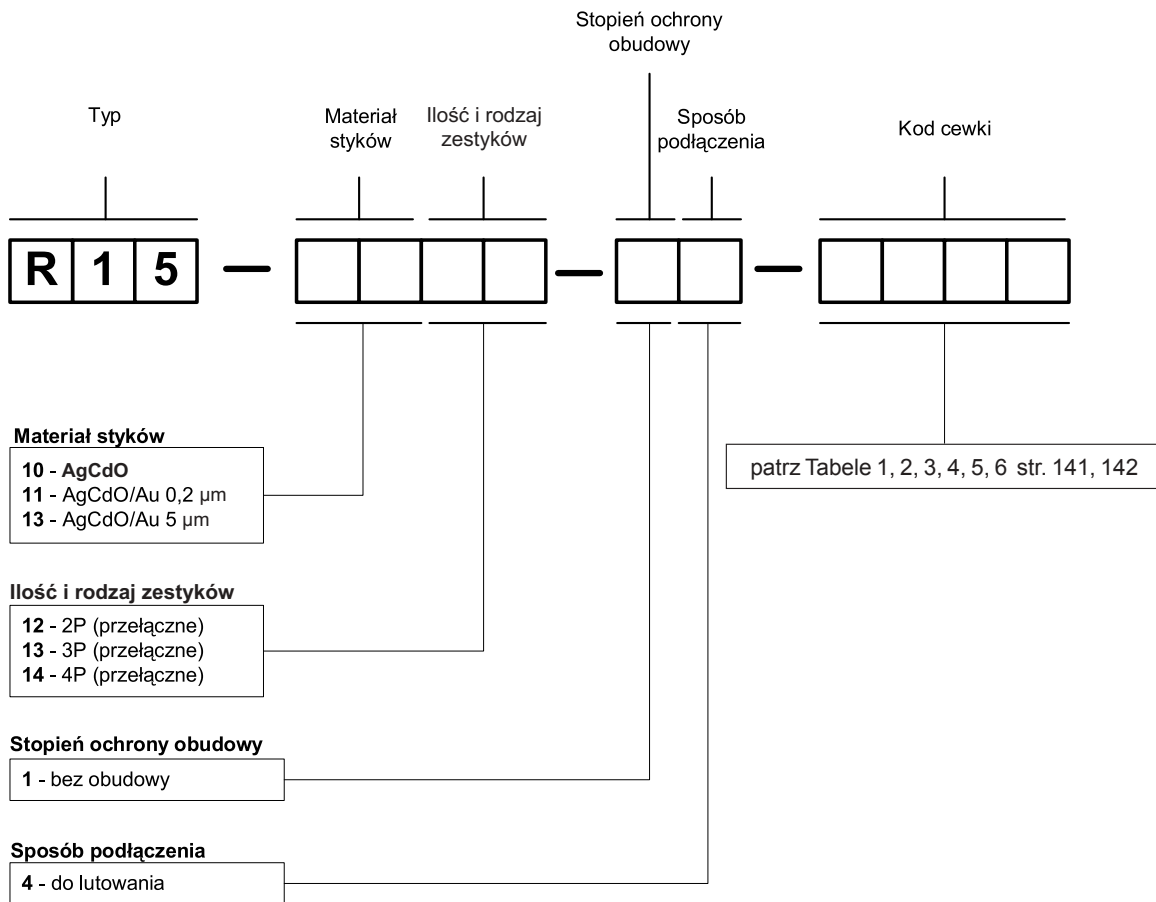 Stopień ochrony
obudowy
Typ
Materiał
styków
Ilość i rodzaj
zestyków
Sposób
podłączenia
Kod cewki
R 1 5 — — —
Materiał styków
10 - AgCdO
11 - AgCdO/Au 0,2 µm
13 - AgCdO/Au 5 µm
patrz Tabele 1, 2, 3, 4, 5, 6 str. 141, 142
Ilość i rodzaj zestyków
12 - 2P (przełączne)
13 - 3P (przełączne)
14 - 4P (przełączne)
Stopień ochrony obudowy
1 - bez obudowy
Sposób podłączenia
4 - do lutowania